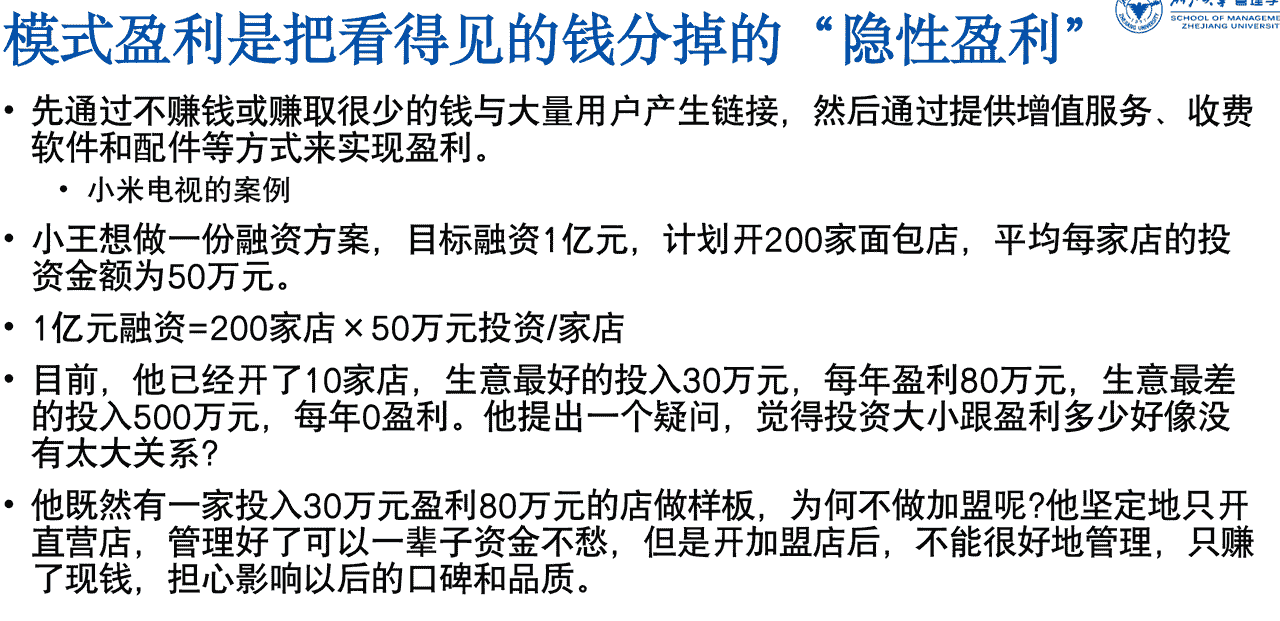 模式盈利是把看得见的钱分掉的“隐性盈利”
SCHOOL OF MANAGEME
ZHEJIANG UNIVERSIT
• 先通过不赚钱或赚取很少的钱与大量用户产生链接，然后通过提供增值服务、收费
软件和配件等方式来实现盈利。
• 小米电视的案例
• 小王想做一份融资方案，目标融资1亿元，计划开200家面包店，平均每家店的投
资金额为50万元。
• 1亿元融资=200家店×50万元投资/家店
• 目前，他已经开了10家店，生意最好的投入30万元，每年盈利80万元，生意最差
的投入500万元，每年0盈利。他提出一个疑问，觉得投资大小跟盈利多少好像没
有太大关系?
• 他既然有一家投入30万元盈利80万元的店做样板，为何不做加盟呢?他坚定地只开
直营店，管理好了可以一辈子资金不愁，但是开加盟店后，不能很好地管理，只赚
了现钱，担心影响以后的口碑和品质。